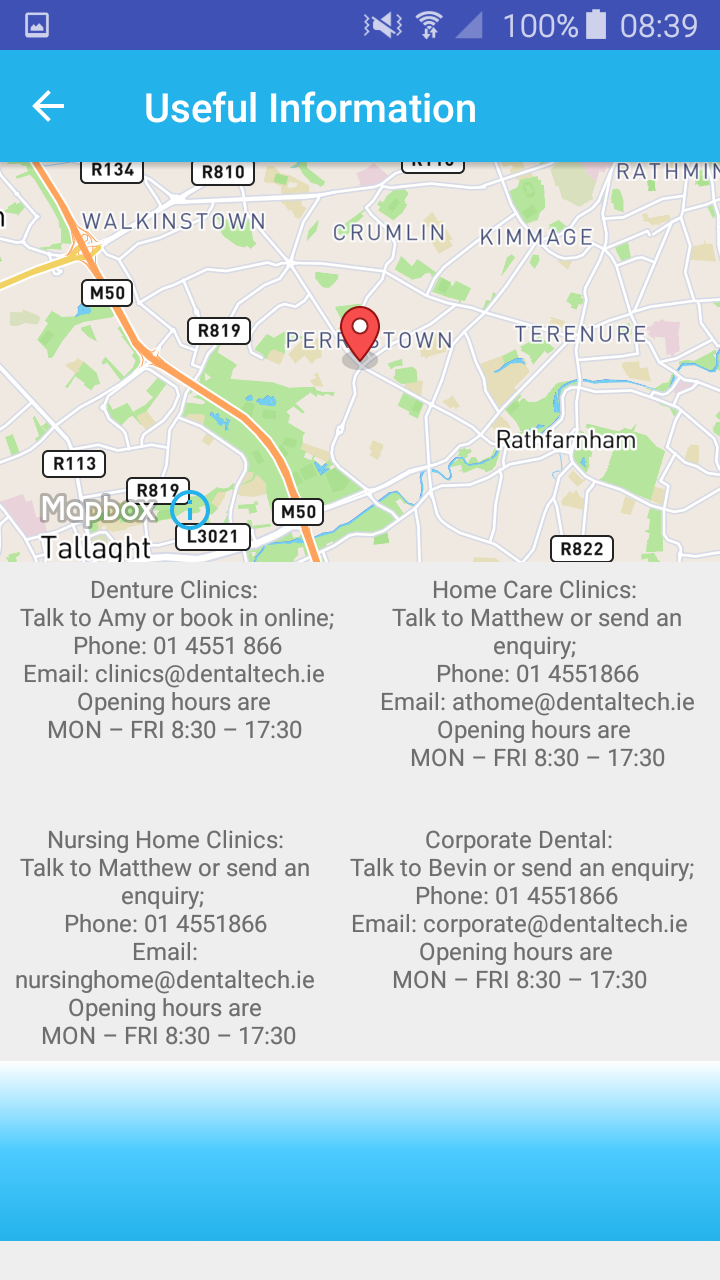 100% 08:39
Useful Information
R134
R810
RATHMIN
WALKINSTOWN
CRUMLIN
KIMMAGE
M50
R819
TERENURE
Rathfarnham
R113
R819
Mapbox
M50
L3021
Tallaght
R822
Denture Clinics:
Talk to Amy or book in online;
Phone: 01 4551 866
Email: clinics@dentaltech.ie
Opening hours are
MON – FRI 8:30 – 17:30
Home Care Clinics:
Talk to Matthew or send an
enquiry;
Phone: 01 4551866
Email: athome@dentaltech.ie
Opening hours are
MON – FRI 8:30 – 17:30
Nursing Home Clinics:
Talk to Matthew or send an
enquiry;
Phone: 01 4551866
Email:
nursinghome@dentaltech.ie
Opening hours are
MON – FRI 8:30 – 17:30
Corporate Dental:
Talk to Bevin or send an enquiry;
Phone: 01 4551866
Email: corporate@dentaltech.ie
Opening hours are
MON – FRI 8:30 – 17:30